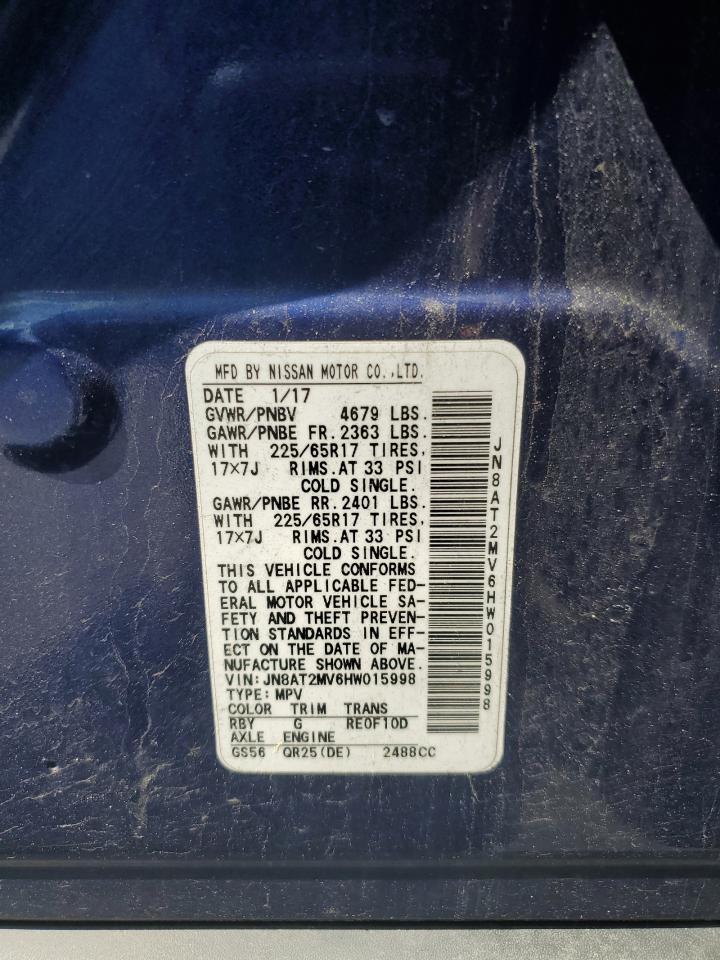 MFD BY NISSAN MOTOR CO.,LTD.
DATE 1/17
GVWR/PNBV 4679 LBS.
GAWR/PNBE FR. 2363 LBS.
WITH 225/65R17 TIRES,
17×7J RIMS.AT 33 PSI
COLD SINGLE.
GAWR/PNBE RR. 2401 LBS.
WITH 225/65R17 TIRES,
17×7J RIMS.AT 33 PSI
COLD SINGLE.
THIS VEHICLE CONFORMS
TO ALL APPLICABLE FED-
ERAL MOTOR VEHICLE SA-
FETY AND THEFT PREVEN-
TION STANDARDS IN EFF-
ECT ON THE DATE OF MA-
NUFACTURE SHOWN ABOVE.
VIN:JN8AT2MV6HW015998
TYPE:MPV
COLOR TRIM TRANS
RBY G RE0F10D
AXLE ENGINE
GS56 QR25(DE) 2488CC
JN8AT2MV6HW015998